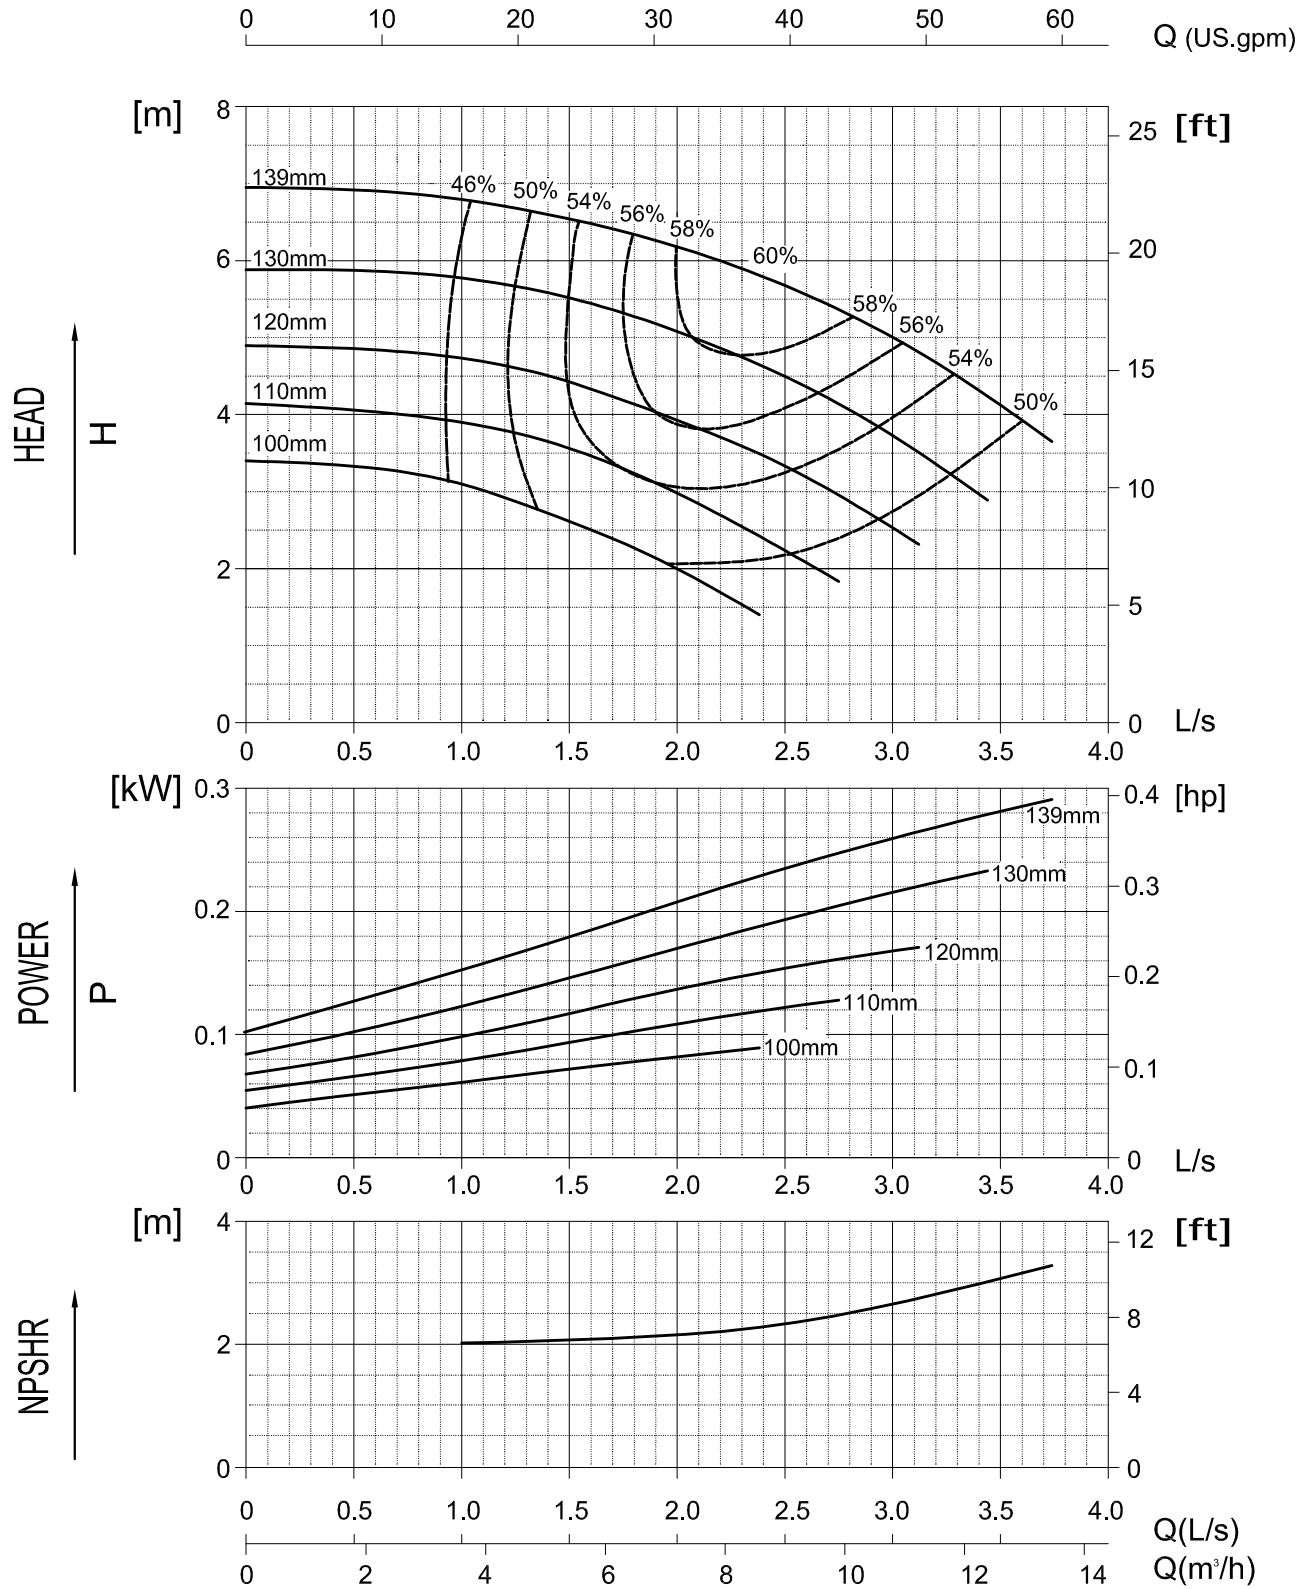 0 10 20 30 40 50 60
Q (US.gpm)
[m] 8
25 [ft]
139mm 46% 50% 54% 56% 58%
60%
6 130mm 20
58%
56%
120mm
54%
15
110mm
50%
4
100mm
10
HEAD
H
2
5
0 0 L/s
0 0.5 1.0 1.5 2.0 2.5 3.0 3.5 4.0
[kW] 0.3 0.4 [hp]
139mm
130mm
0.3
0.2
120mm
0.2
110mm
0.1
100mm
0.1
POWER
P
0 0 L/s
0 0.5 1.0 1.5 2.0 2.5 3.0 3.5 4.0
[m] 4
12 [ft]
8
2
4
NPSHR
0 0
0 0.5 1.0 1.5 2.0 2.5 3.0 3.5 4.0
Q(L/s)
0 2 4 6 8 10 12 14
Q(m³/h)